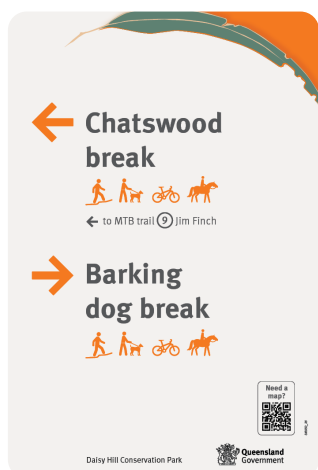 Chatswood
break
← to MTB trail 9 Jim Finch
Barking
dog break
Need a
map?
Daisy Hill Conservation Park
Queensland
Government